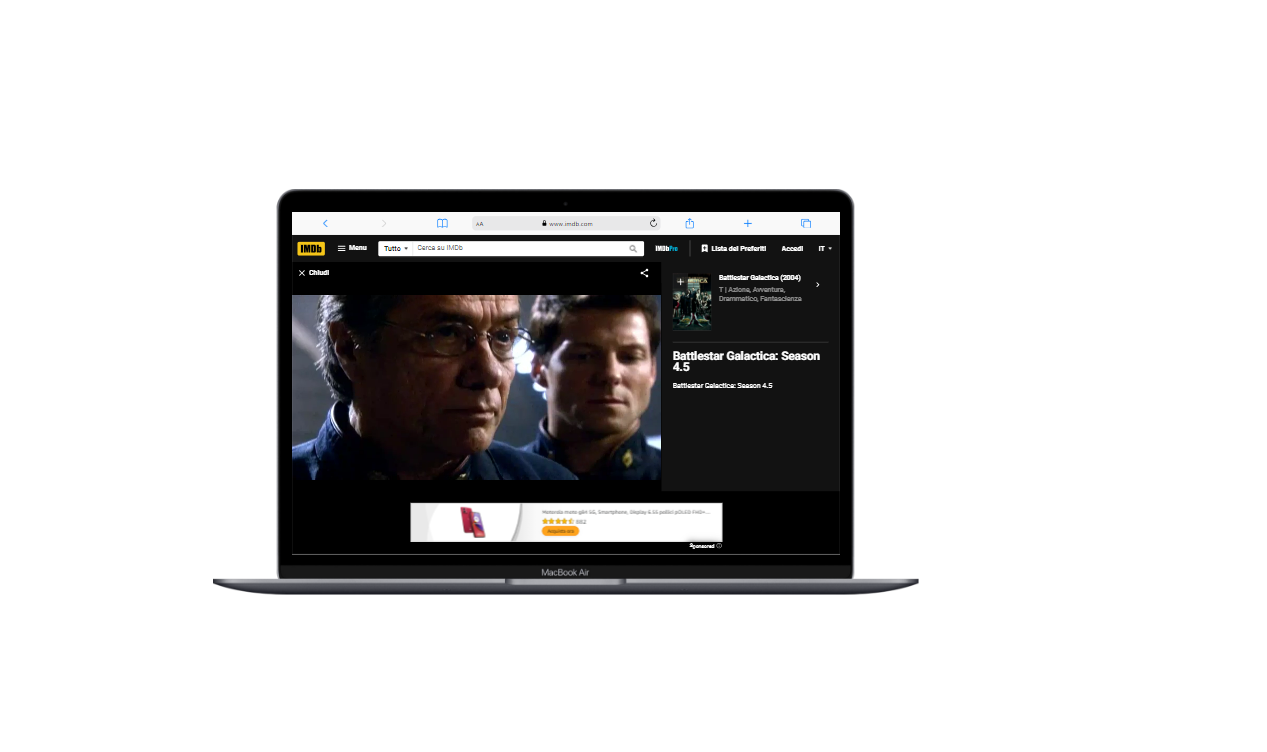 AA www.imdb.com
IMDb Menu Tutto Cerca su IMDb IMDbPro Lista dei Preferiti Accedi IT
Chiudi
Battlestar Galactica (2004)
T | Azione, Avventura,
Drammatico, Fantascienza
Battlestar Galactica: Season
4.5
Battlestar Galactica: Season 4.5
Motorola moto g84 5G, Smartphone, Display 6.55 pollici pOLED FHD+...
Acquista ora
Sponsored
MacBook Air